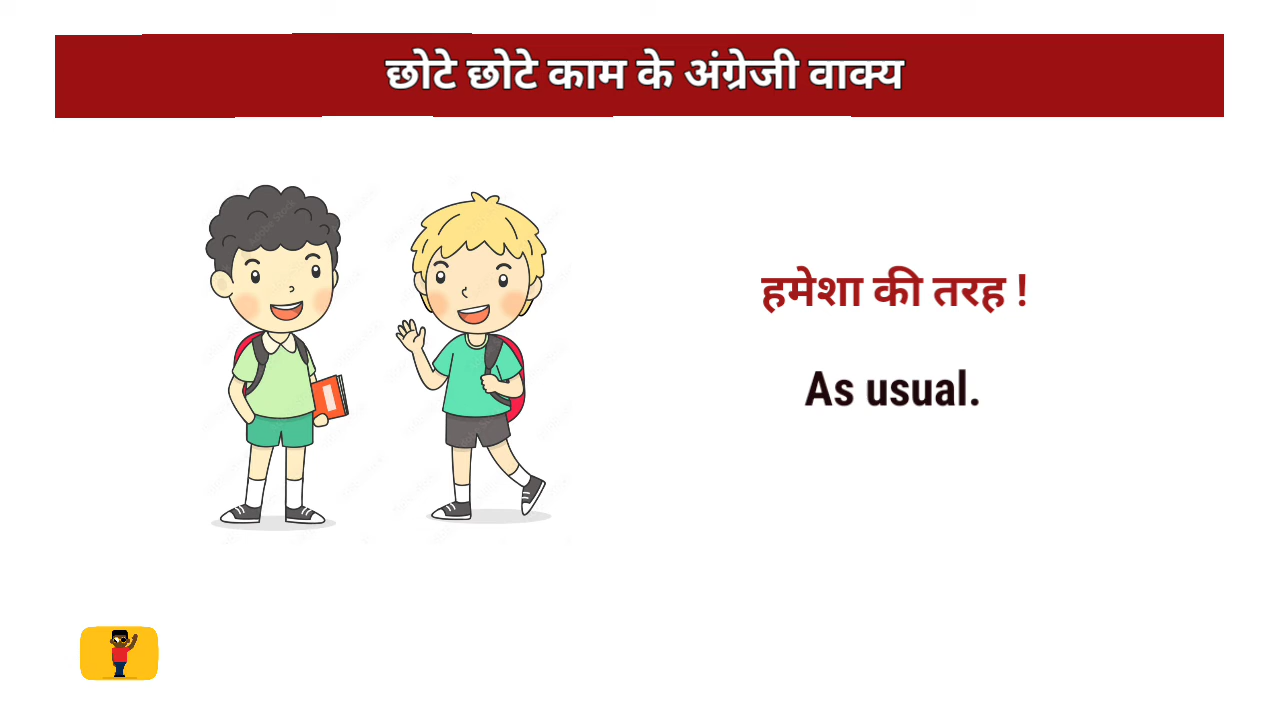 छोटे छोटे काम के अंग्रेजी वाक्य
हमेशा की तरह !
As usual.